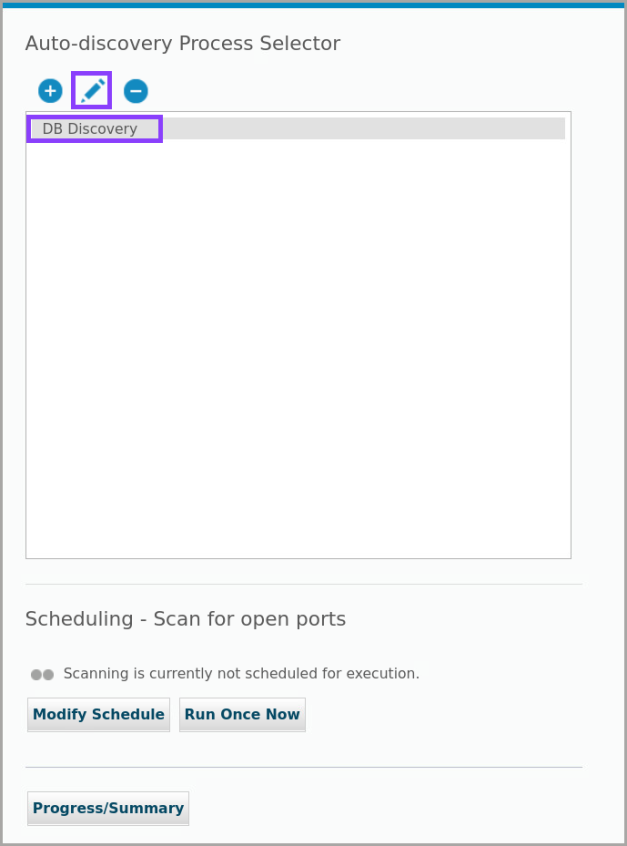 Auto-discovery Process Selector
DB Discovery
Scheduling - Scan for open ports
Scanning is currently not scheduled for execution.
Modify Schedule Run Once Now
Progress/Summary